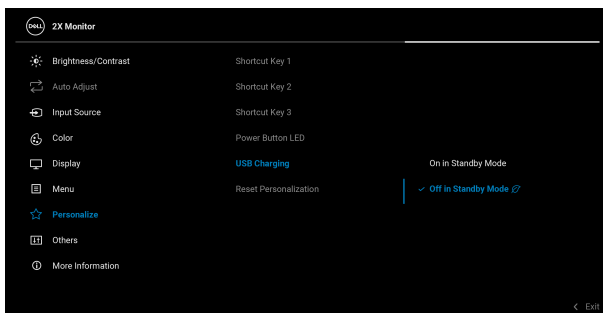 DELL 2X Monitor
Brightness/Contrast
Shortcut Key 1
Auto Adjust
Shortcut Key 2
Input Source
Shortcut Key 3
Color
Power Button LED
Display
USB Charging
On in Standby Mode
Menu
Reset Personalization
Off in Standby Mode
Personalize
Others
More Information
Exit